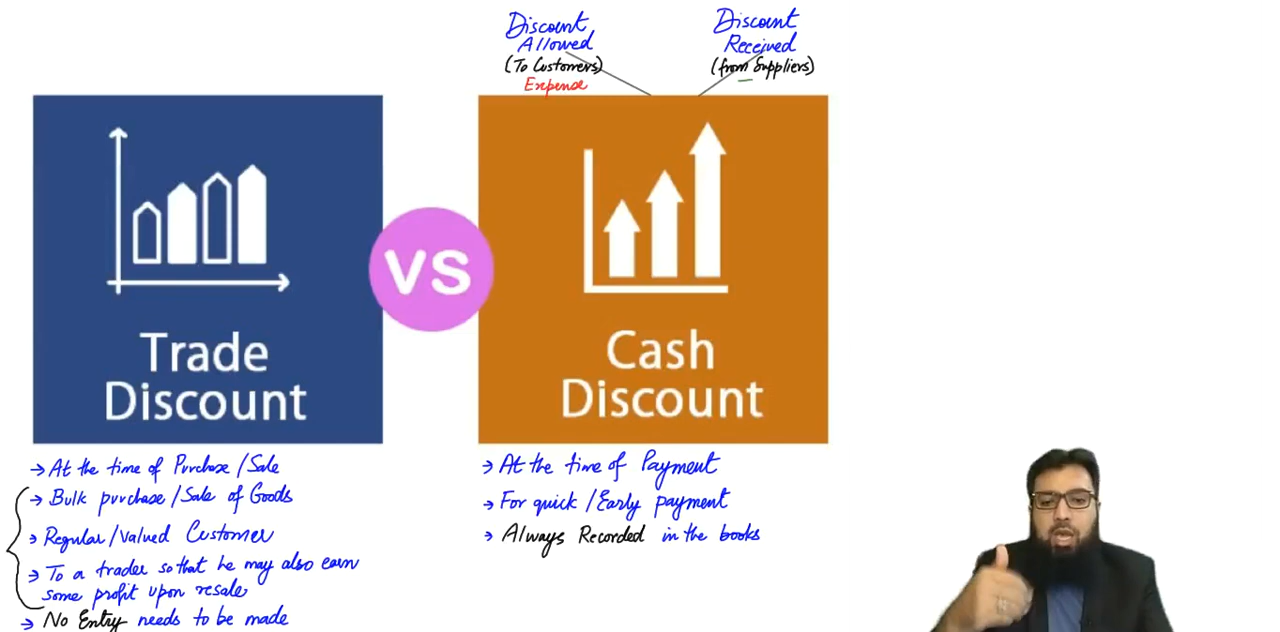 Discount
Allowed
(To Customers)
Expense
Discount
Received
(from Suppliers)
Trade
Discount
VS
Cash
Discount
→ At the time of Purchase/Sale
→ Bulk purchase/Sale of Goods
→ Regular/Valued Customer
→ To a trader so that he may also earn
some profit upon resale
→ No Entry needs to be made
→ At the time of Payment
→ For quick/Early payment
→ Always Recorded in the books